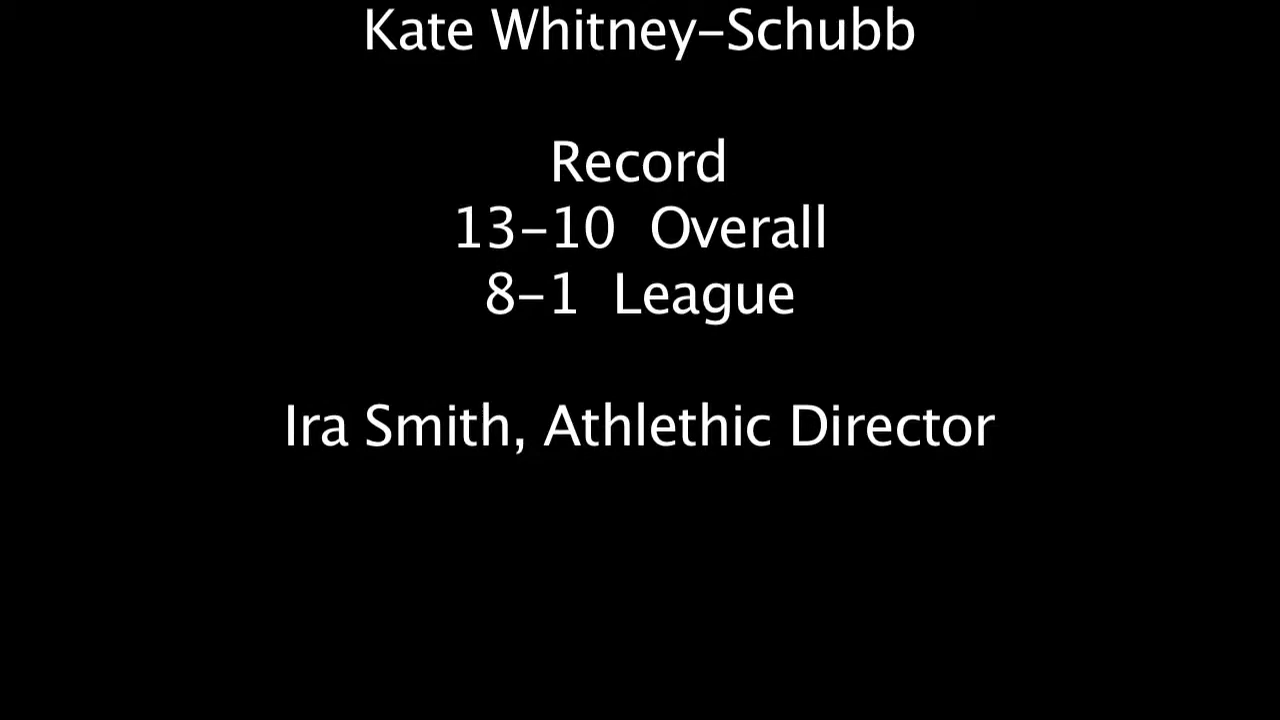 Kate Whitney-Schubb
Record
13-10 Overall
8-1 League
Ira Smith, Athlethic Director